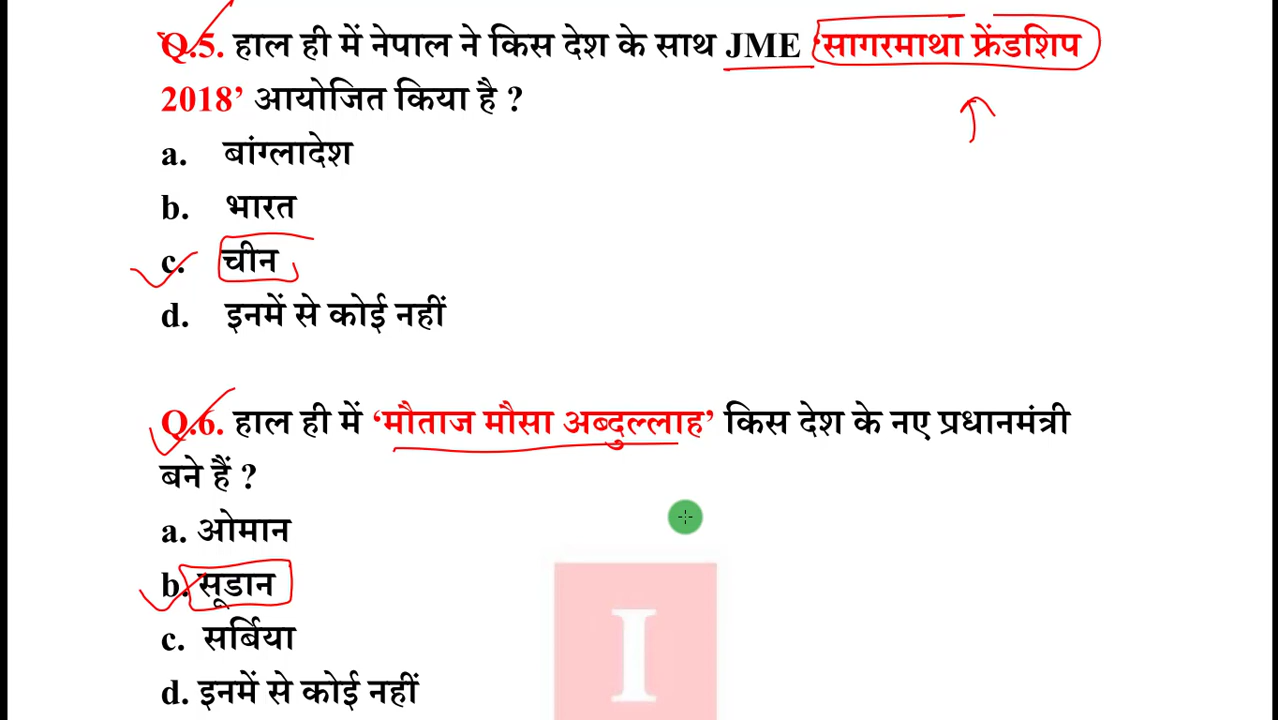 Q.5. हाल ही में नेपाल ने किस देश के साथ JME ‘सागरमाथा फ्रेंडशिप
2018’ आयोजित किया है ?
a. बांग्लादेश
b. भारत
c. चीन
d. इनमें से कोई नहीं
Q.6. हाल ही में ‘मौताज मौसा अब्दुल्लाह’ किस देश के नए प्रधानमंत्री
बने हैं ?
a. ओमान
b. सूडान
c. सर्बिया
d. इनमें से कोई नहीं
I